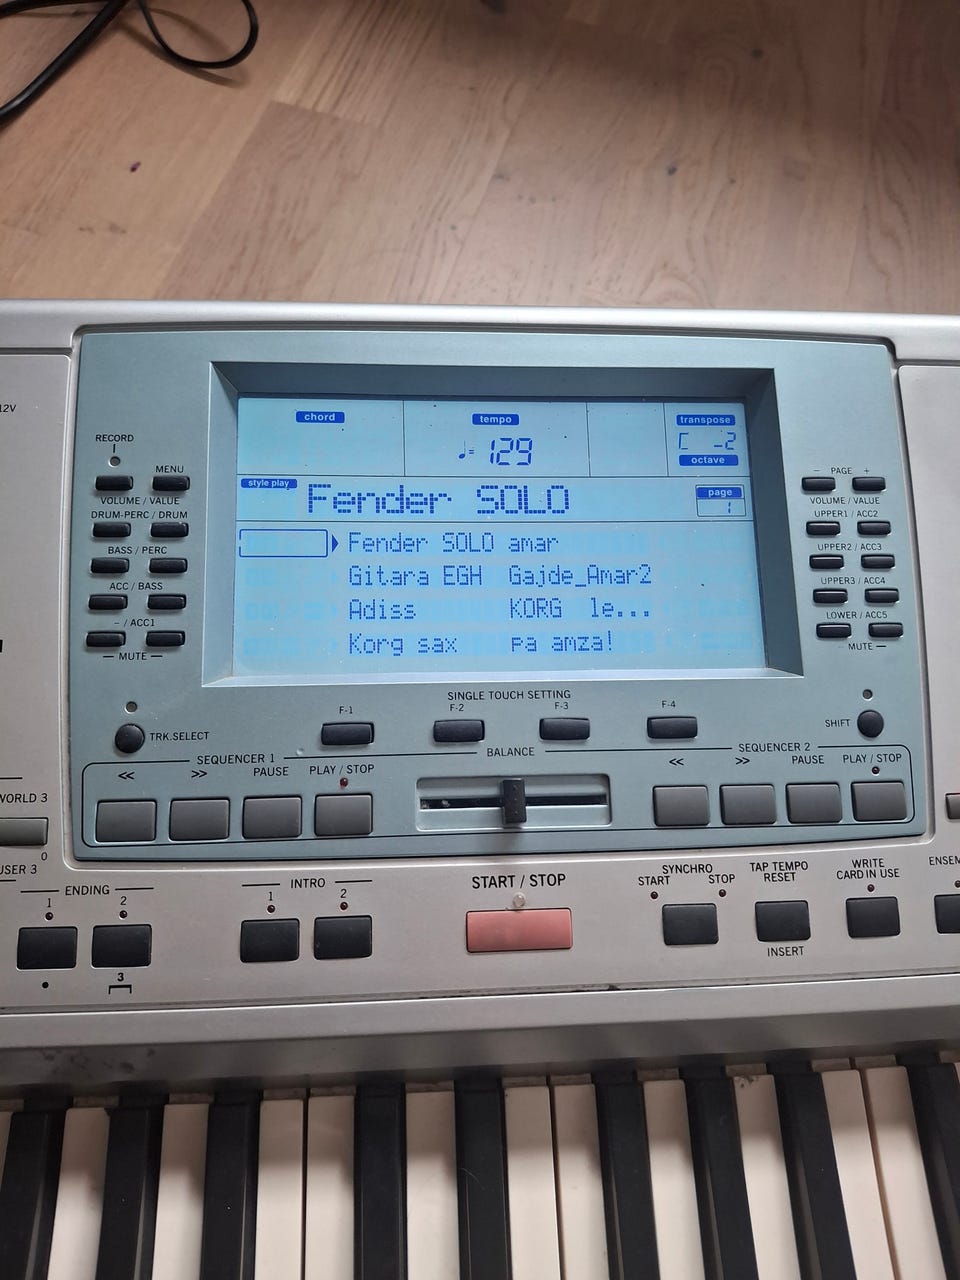 12V
RECORD
MENU
VOLUME / VALUE
DRUM-PERC / DRUM
BASS / PERC
ACC / BASS
- / ACC1
MUTE
TRK.SELECT
chord
tempo
♩= 129
transpose
octave
style play
Fender SOLO
page
1
Fender SOLO amar
Gitara EGH Gajde_Amar2
Adiss KORG le...
Korg sax pa amza!
- PAGE +
VOLUME / VALUE
UPPER1 / ACC2
UPPER2 / ACC3
UPPER3 / ACC4
LOWER / ACC5
MUTE
SHIFT
SINGLE TOUCH SETTING
F-1 F-2 F-3 F-4
SEQUENCER 1
<< >> PAUSE PLAY / STOP
BALANCE
SEQUENCER 2
<< >> PAUSE PLAY / STOP
WORLD 3
0
USER 3
ENDING
1 2
3
INTRO
1 2
START / STOP
SYNCHRO
START STOP
TAP TEMPO
RESET
INSERT
WRITE
CARD IN USE
ENSEM